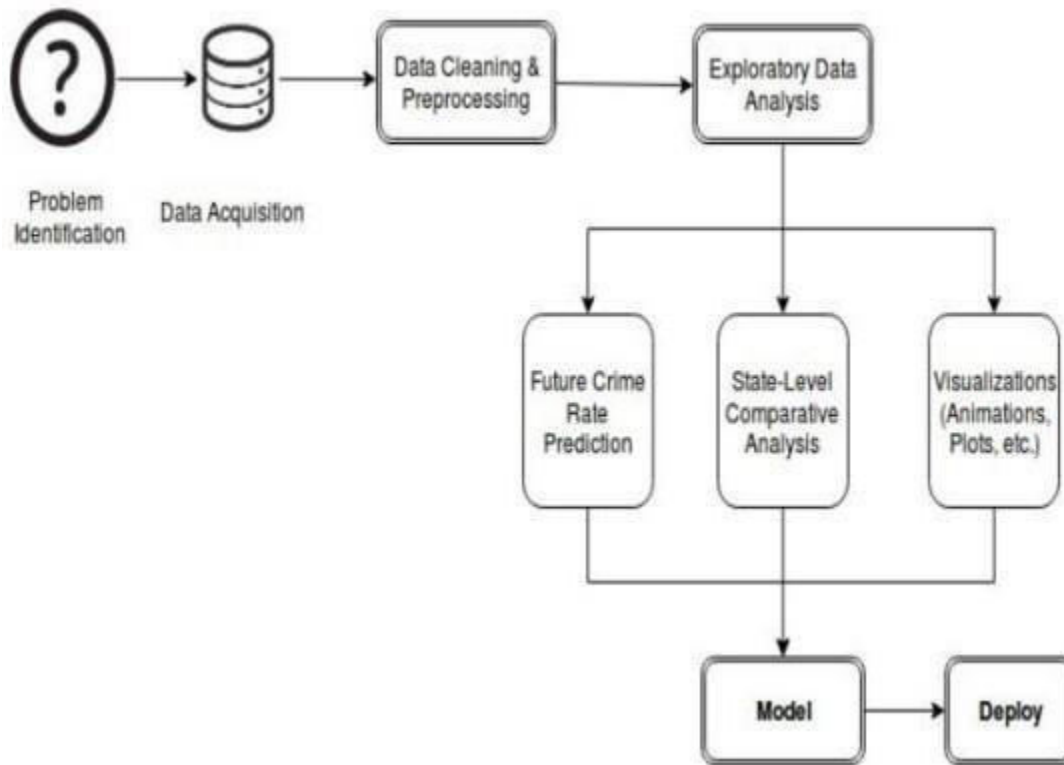 ?
Data Cleaning &
Preprocessing
Exploratory Data
Analysis
Problem
Identification
Data Acquisition
Future Crime
Rate
Prediction
State-Level
Comparative
Analysis
Visualizations
(Animations,
Plots, etc.)
Model
Deploy